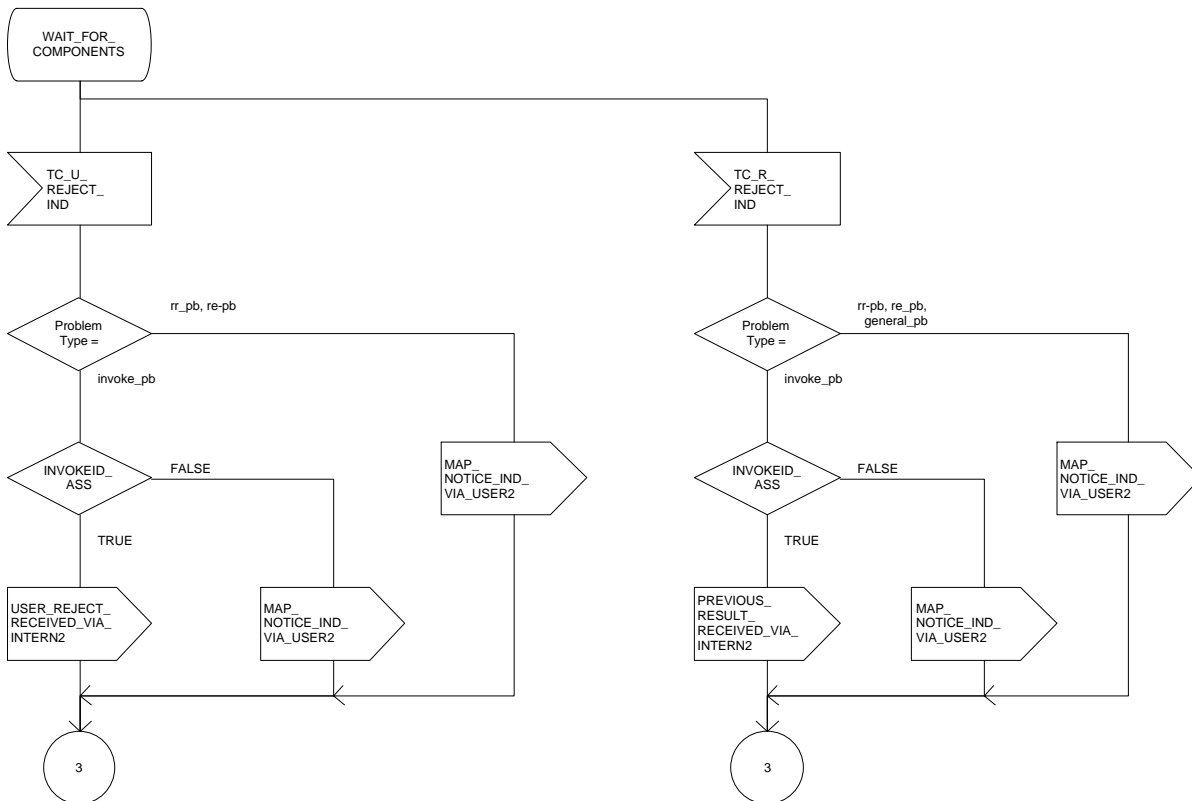 WAIT_FOR_
COMPONENTS
TC_U_
REJECT_
IND
TC_R_
REJECT_
IND
Problem
Type =
rr_pb, re-pb
invoke_pb
Problem
Type =
rr-pb, re_pb,
general_pb
invoke_pb
INVOKEID_
ASS
FALSE
TRUE
MAP_
NOTICE_IND_
VIA_USER2
INVOKEID_
ASS
FALSE
TRUE
MAP_
NOTICE_IND_
VIA_USER2
USER_REJECT_
RECEIVED_VIA_
INTERN2
MAP_
NOTICE_IND_
VIA_USER2
PREVIOUS_
RESULT_
RECEIVED_VIA_
INTERN2
MAP_
NOTICE_IND_
VIA_USER2
3
3